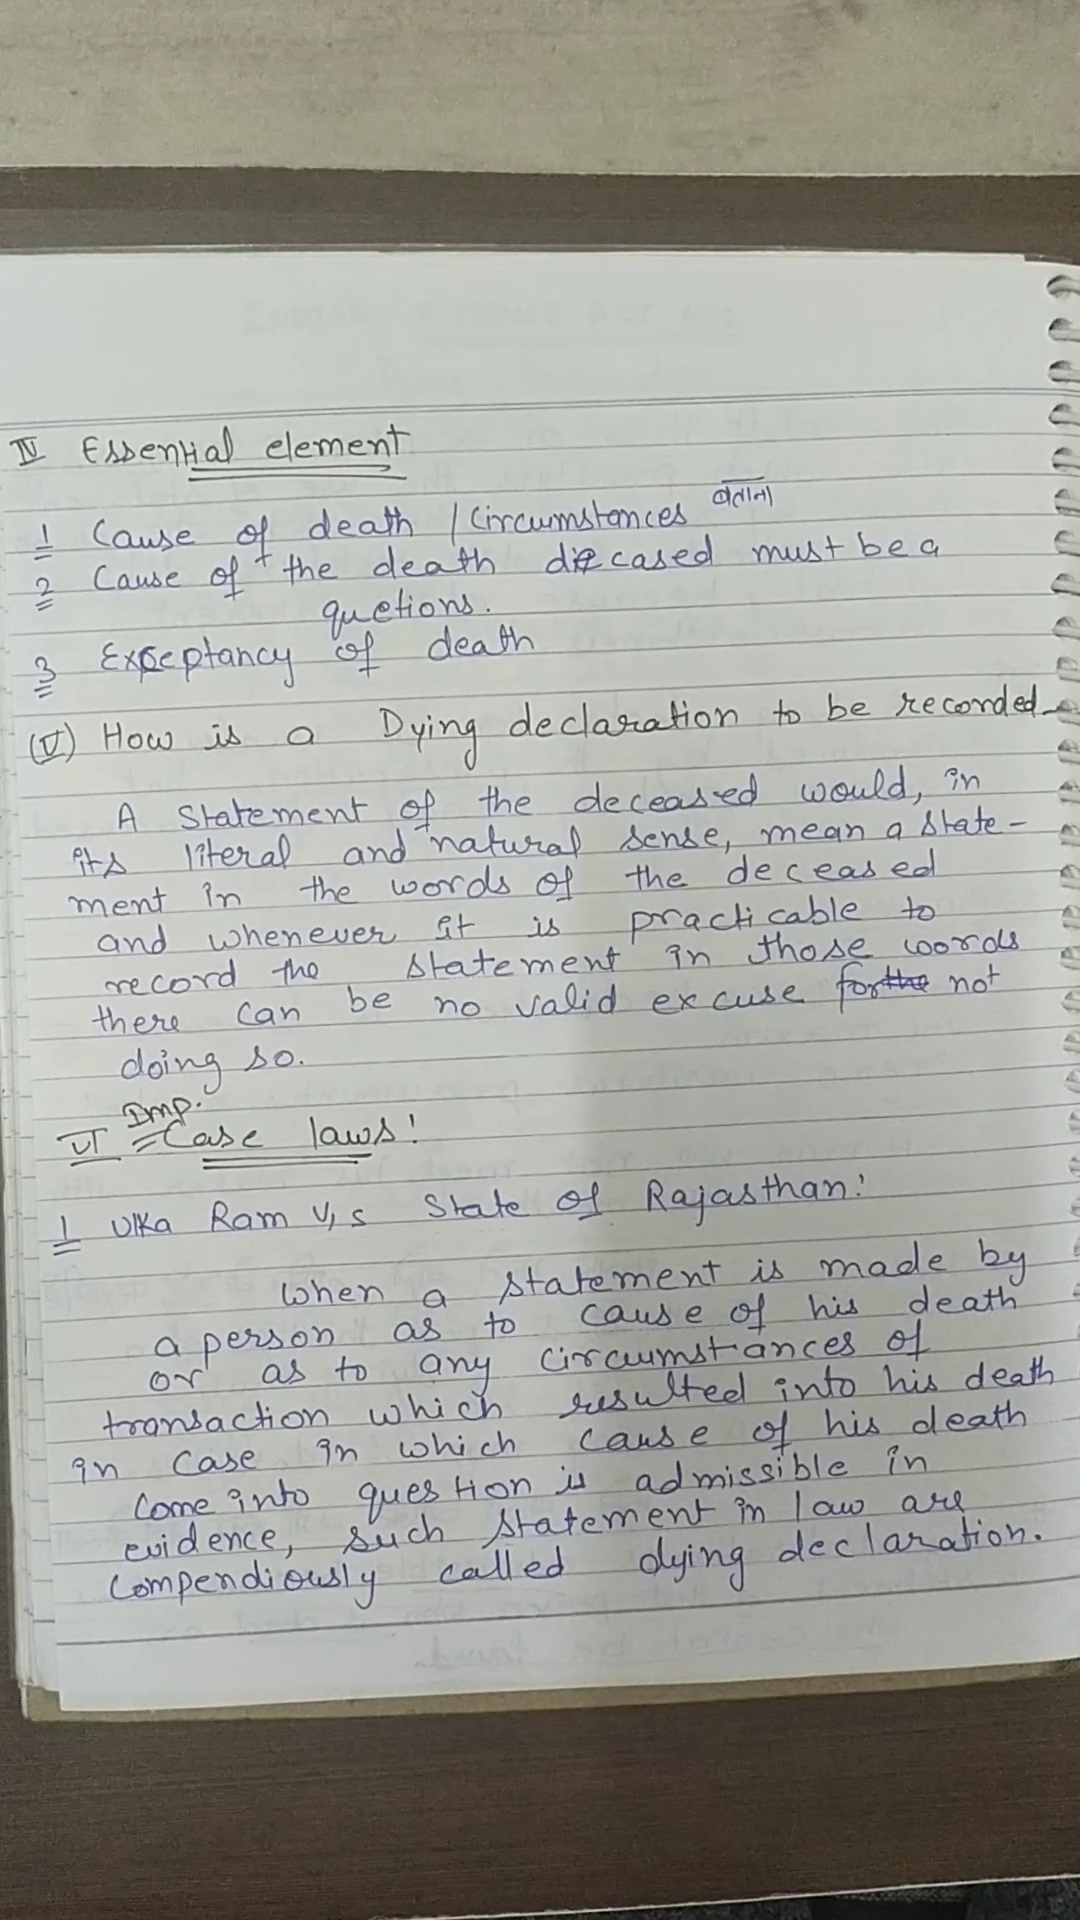 IV Essential element
1 Cause of death / Circumstances बताना
2 Cause of the death diecased must be a
quetions.
3 Expceptancy of death
(V) How is a Dying declaration to be recorded-
A Statement of the deceased would, in
its literal and natural sense, mean a state-
ment in the words of the deceased
and whenever it is practicable to
record the statement in those words
there can be no valid excuse for the not
doing so.
VI Imp. Case laws:
1 Ulka Ram V/s State of Rajasthan:
When a statement is made by
a person as to cause of his death
or as to any circumstances of
transaction which resulted into his death
in case in which cause of his death
Come into question is admissible in
evidence, such statement in law are
Compendiously called dying declaration.